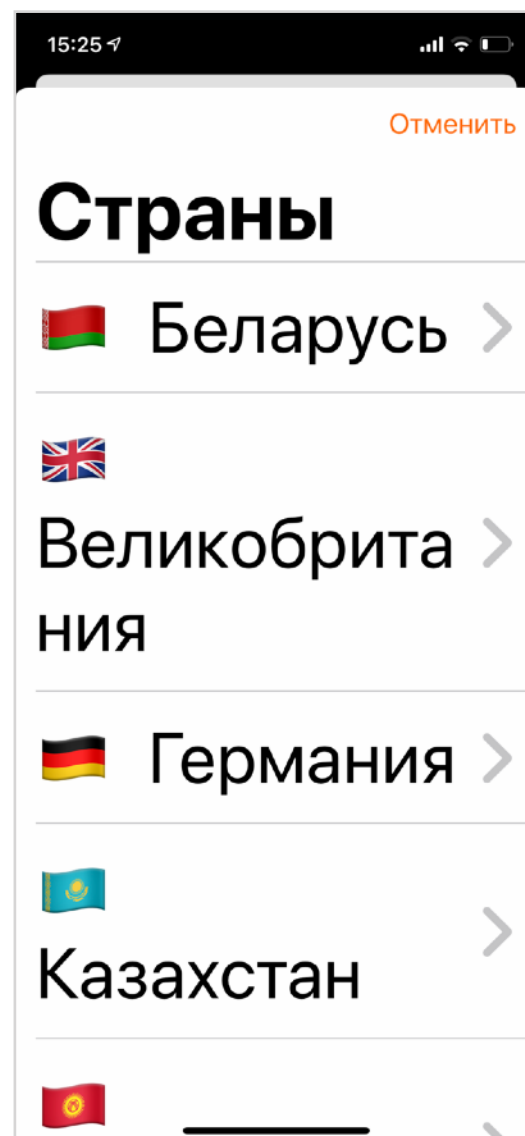 15:25
Отменить
Страны
Беларусь
Великобрита
ния
Германия
Казахстан